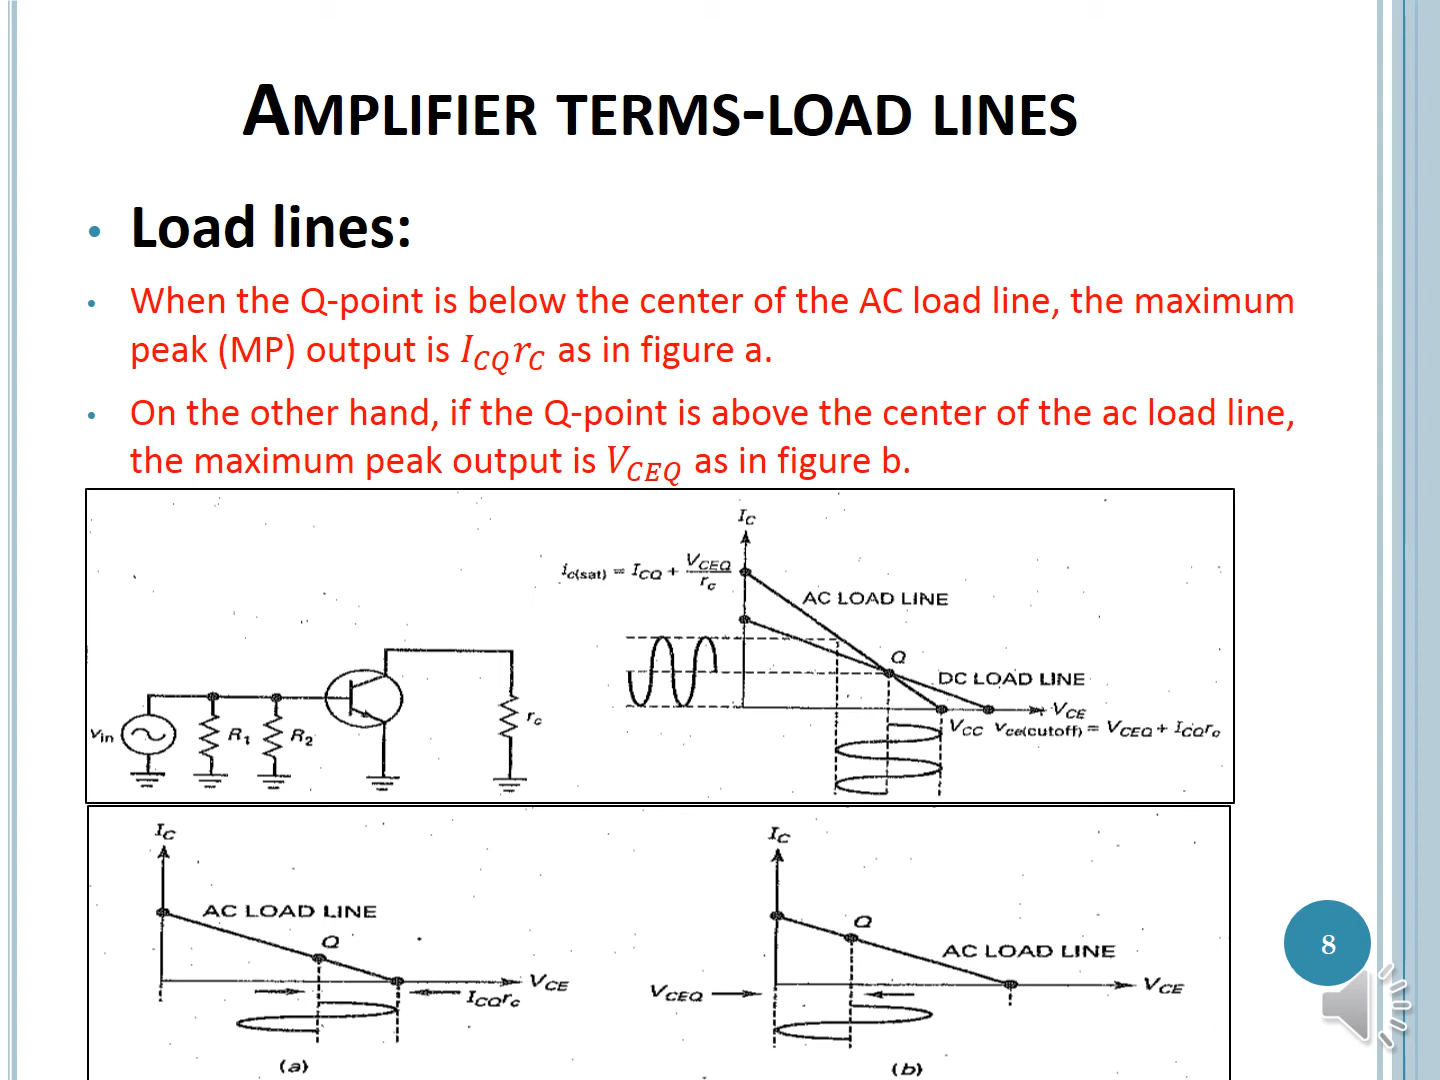 AMPLIFIER TERMS-LOAD LINES
• Load lines:
• When the Q-point is below the center of the AC load line, the maximum
peak (MP) output is I_CQ r_C as in figure a.
• On the other hand, if the Q-point is above the center of the ac load line,
the maximum peak output is V_CEQ as in figure b.
I_C
i_c(sat) = I_CQ + V_CEQ / r_c
AC LOAD LINE
Q
DC LOAD LINE
V_CE
V_CC v_ce(cutoff) = V_CEQ + I_CQ r_c
V_in
R_1
R_2
r_c
I_C
AC LOAD LINE
Q
V_CE
I_CQ r_c
(a)
I_C
Q
AC LOAD LINE
V_CEQ
V_CE
(b)
8